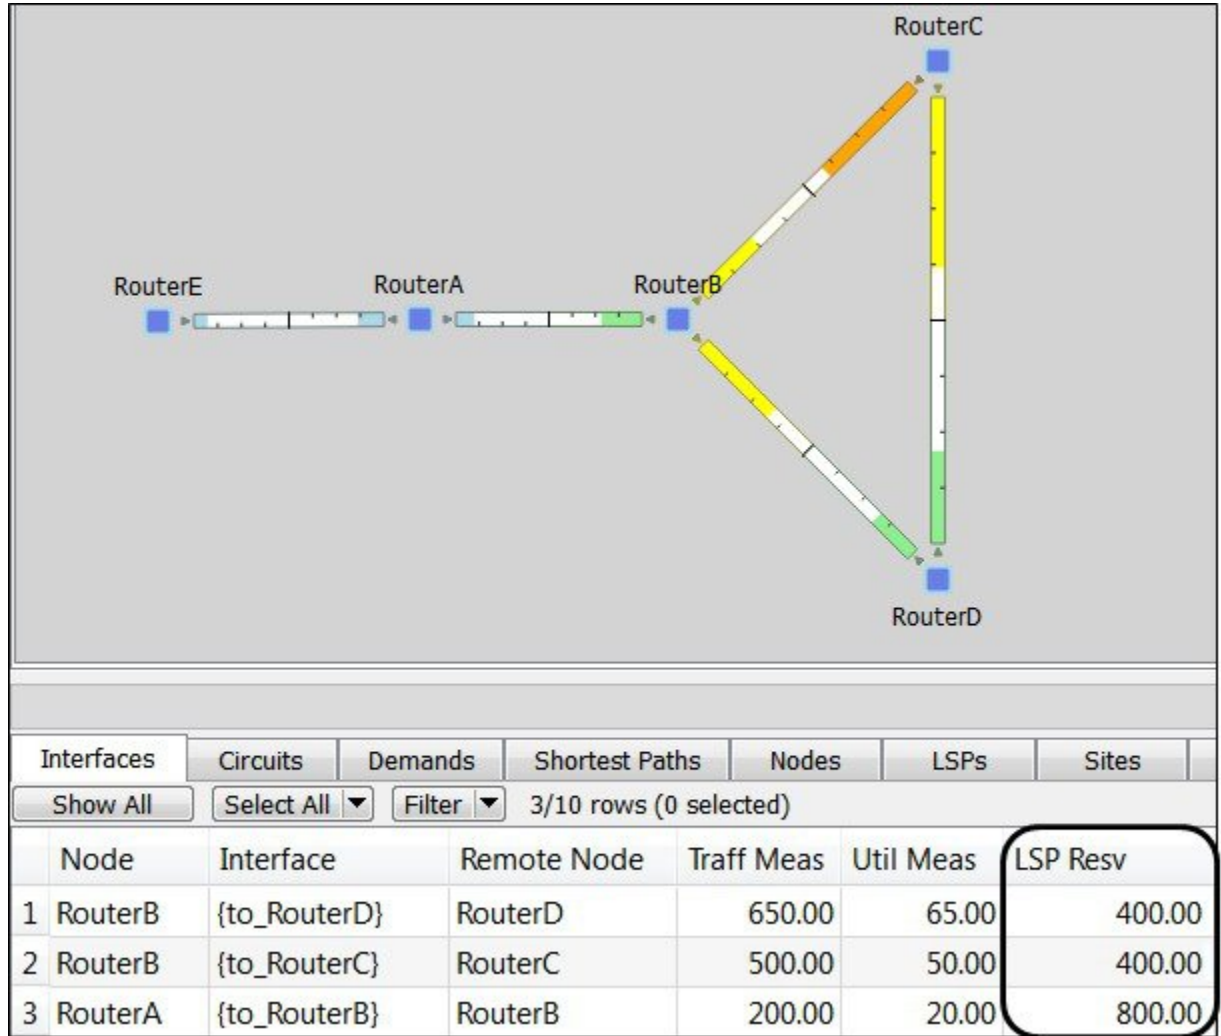 RouterC
RouterE
RouterA
RouterB
RouterD
Interfaces Circuits Demands Shortest Paths Nodes LSPs Sites
Show All Select All Filter 3/10 rows (0 selected)
Node Interface Remote Node Traff Meas Util Meas LSP Resv
1 RouterB {to_RouterD} RouterD 650.00 65.00 400.00
2 RouterB {to_RouterC} RouterC 500.00 50.00 400.00
3 RouterA {to_RouterB} RouterB 200.00 20.00 800.00